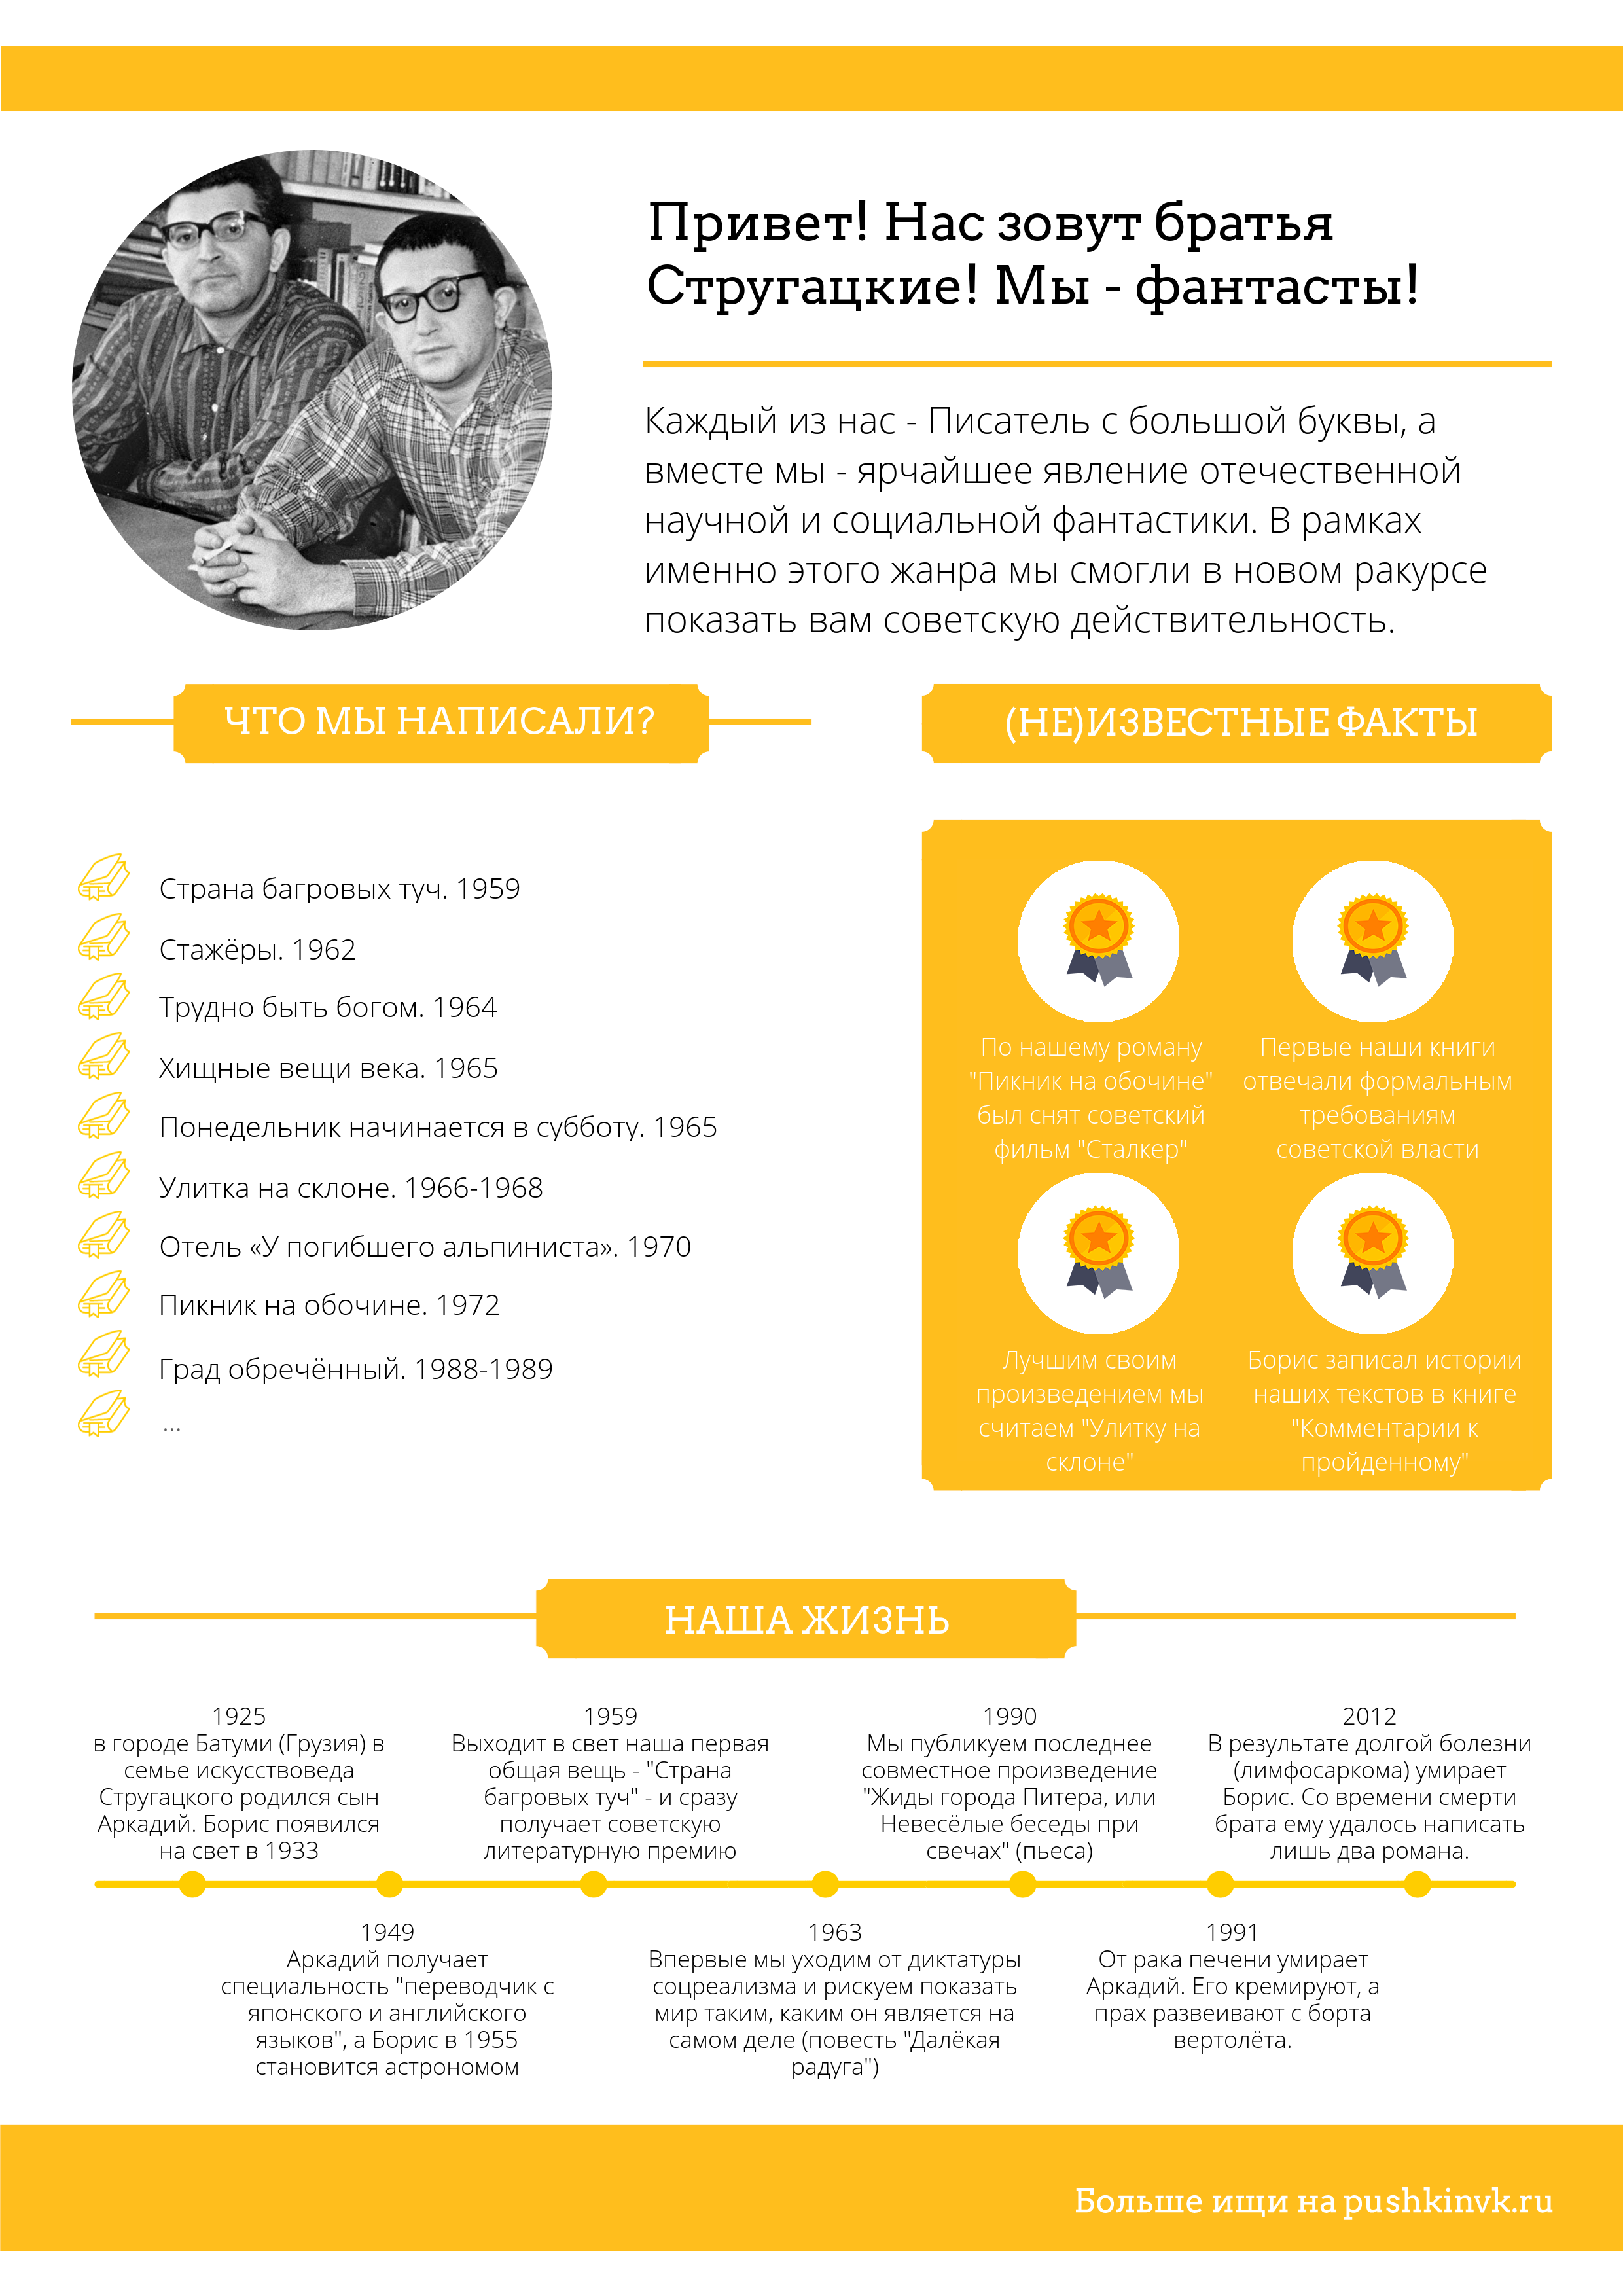 Привет! Нас зовут братья
Стругацкие! Мы - фантасты!
Каждый из нас - Писатель с большой буквы, а
вместе мы - ярчайшее явление отечественной
научной и социальной фантастики. В рамках
именно этого жанра мы смогли в новом ракурсе
показать вам советскую действительность.
ЧТО МЫ НАПИСАЛИ?
Страна багровых туч. 1959
Стажёры. 1962
Трудно быть богом. 1964
Хищные вещи века. 1965
Понедельник начинается в субботу. 1965
Улитка на склоне. 1966-1968
Отель «У погибшего альпиниста». 1970
Пикник на обочине. 1972
Град обречённый. 1988-1989
...
(НЕ)ИЗВЕСТНЫЕ ФАКТЫ
По нашему роману
"Пикник на обочине"
был снят советский
фильм "Сталкер"
Первые наши книги
отвечали формальным
требованиям
советской власти
Лучшим своим
произведением мы
считаем "Улитку на
склоне"
Борис записал истории
наших текстов в книге
"Комментарии к
пройденному"
НАША ЖИЗНЬ
1925
в городе Батуми (Грузия) в
семье искусствоведа
Стругацкого родился сын
Аркадий. Борис появился
на свет в 1933
1949
Аркадий получает
специальность "переводчик с
японского и английского
языков", а Борис в 1955
становится астрономом
1959
Выходит в свет наша первая
общая вещь - "Страна
багровых туч" - и сразу
получает советскую
литературную премию
1963
Впервые мы уходим от диктатуры
соцреализма и рискуем показать
мир таким, каким он является на
самом деле (повесть "Далёкая
радуга")
1990
Мы публикуем последнее
совместное произведение
"Жиды города Питера, или
Невесёлые беседы при
свечах" (пьеса)
1991
От рака печени умирает
Аркадий. Его кремируют, а
прах развеивают с борта
вертолёта.
2012
В результате долгой болезни
(лимфосаркома) умирает
Борис. Со времени смерти
брата ему удалось написать
лишь два романа.
Больше ищи на pushkinvk.ru